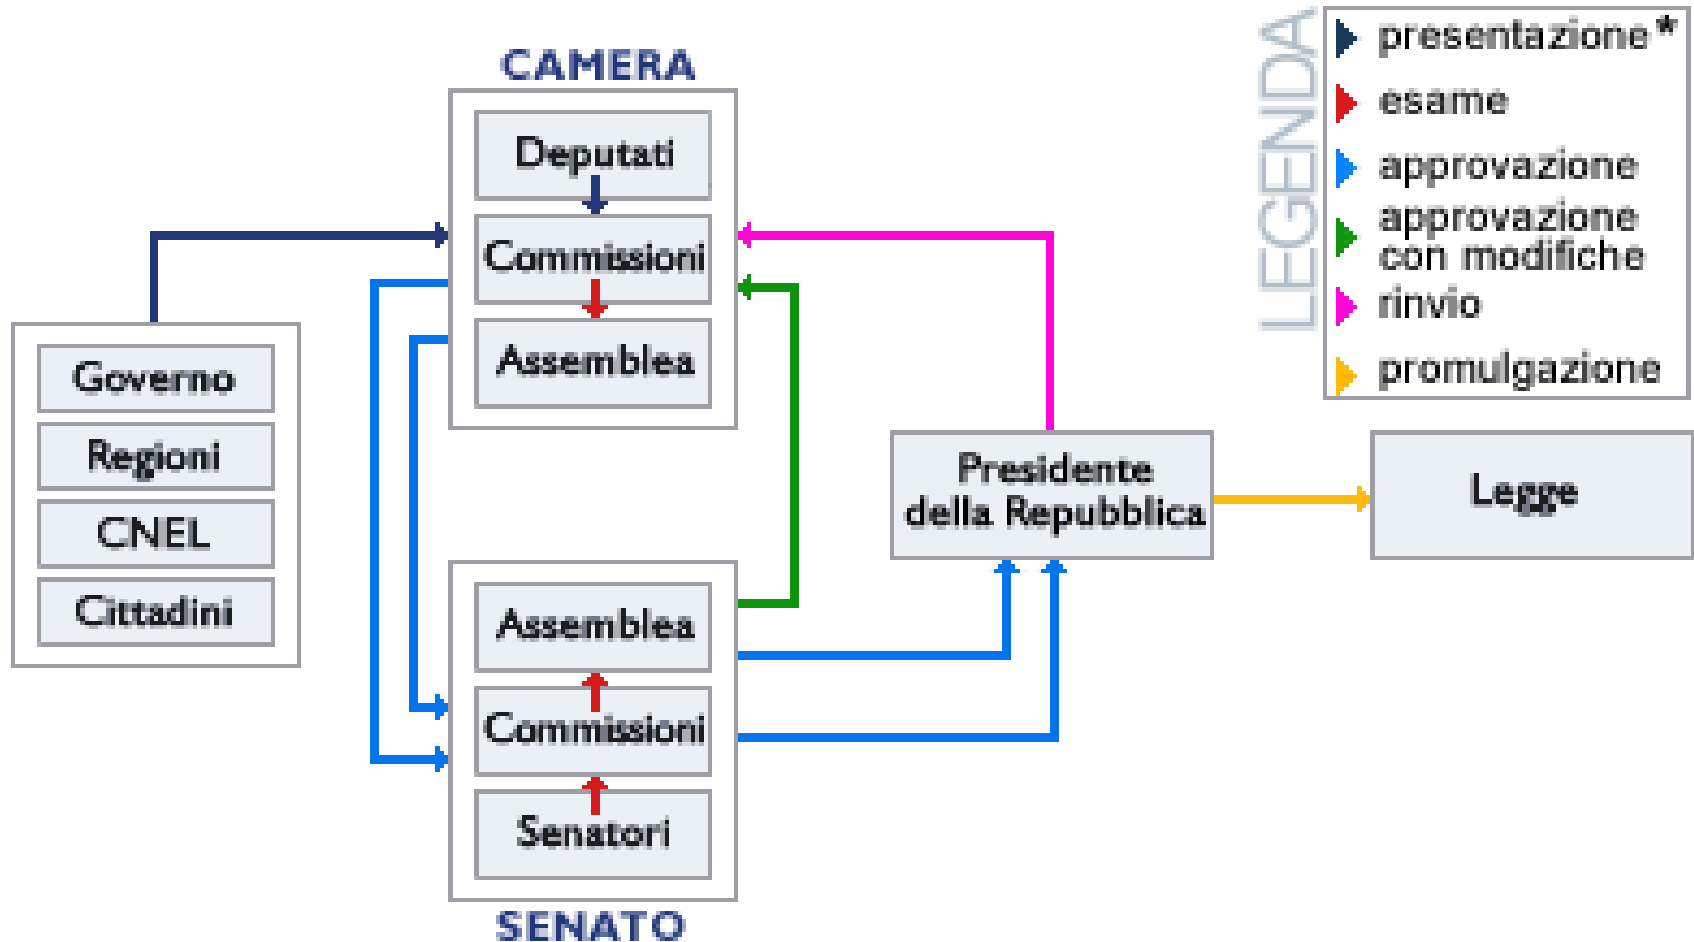 CAMERA
Deputati
Commissioni
Assemblea
Governo
Regioni
CNEL
Cittadini
Assemblea
Commissioni
Senatori
SENATO
Presidente
della Repubblica
Legge
LEGENDA
presentazione*
esame
approvazione
approvazione
con modifiche
rinvio
promulgazione